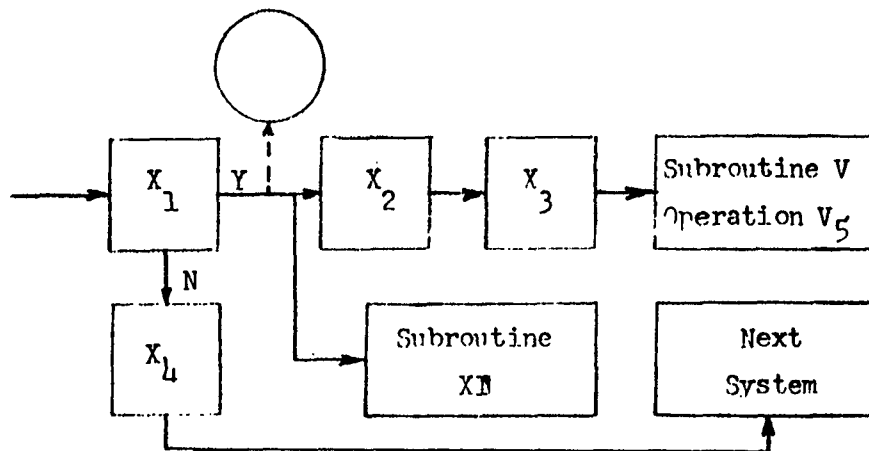 X₁
Y
X₂
X₃
Subroutine V
Operation V₅
N
X₄
Subroutine
Next
System